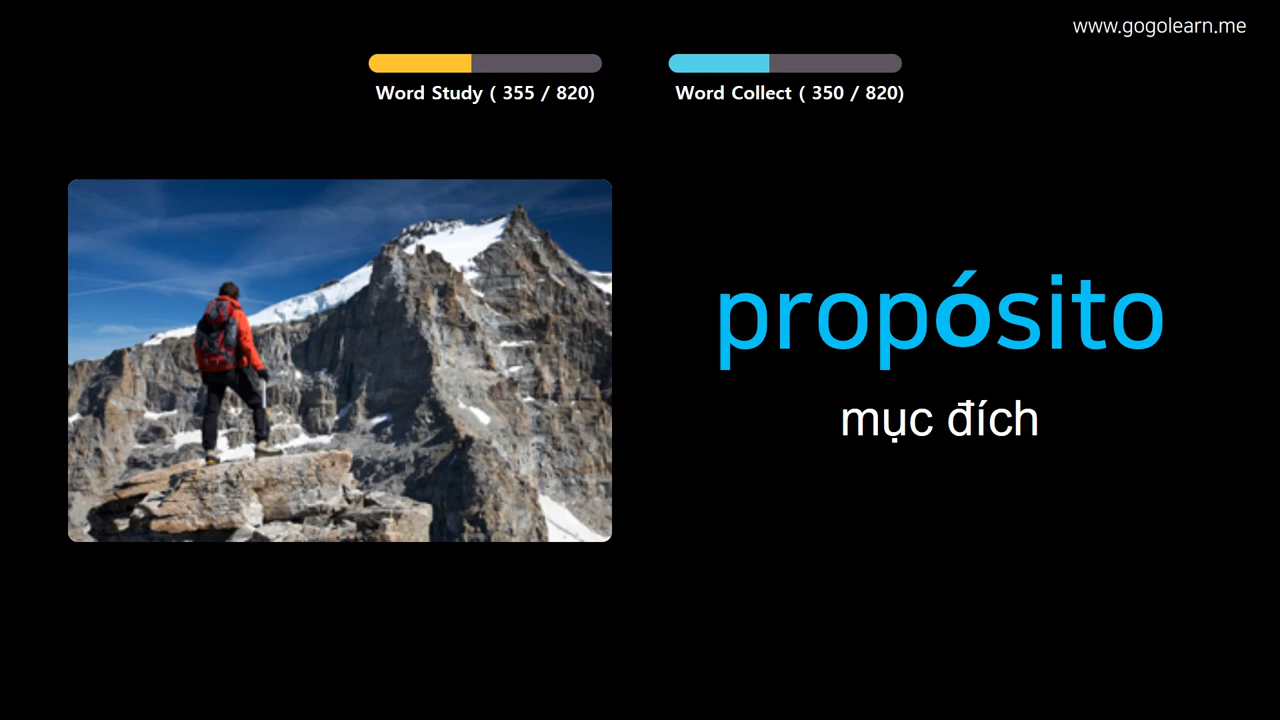 www.gogolearn.me
Word Study ( 355 / 820)
Word Collect ( 350 / 820)
propósito
mục đích